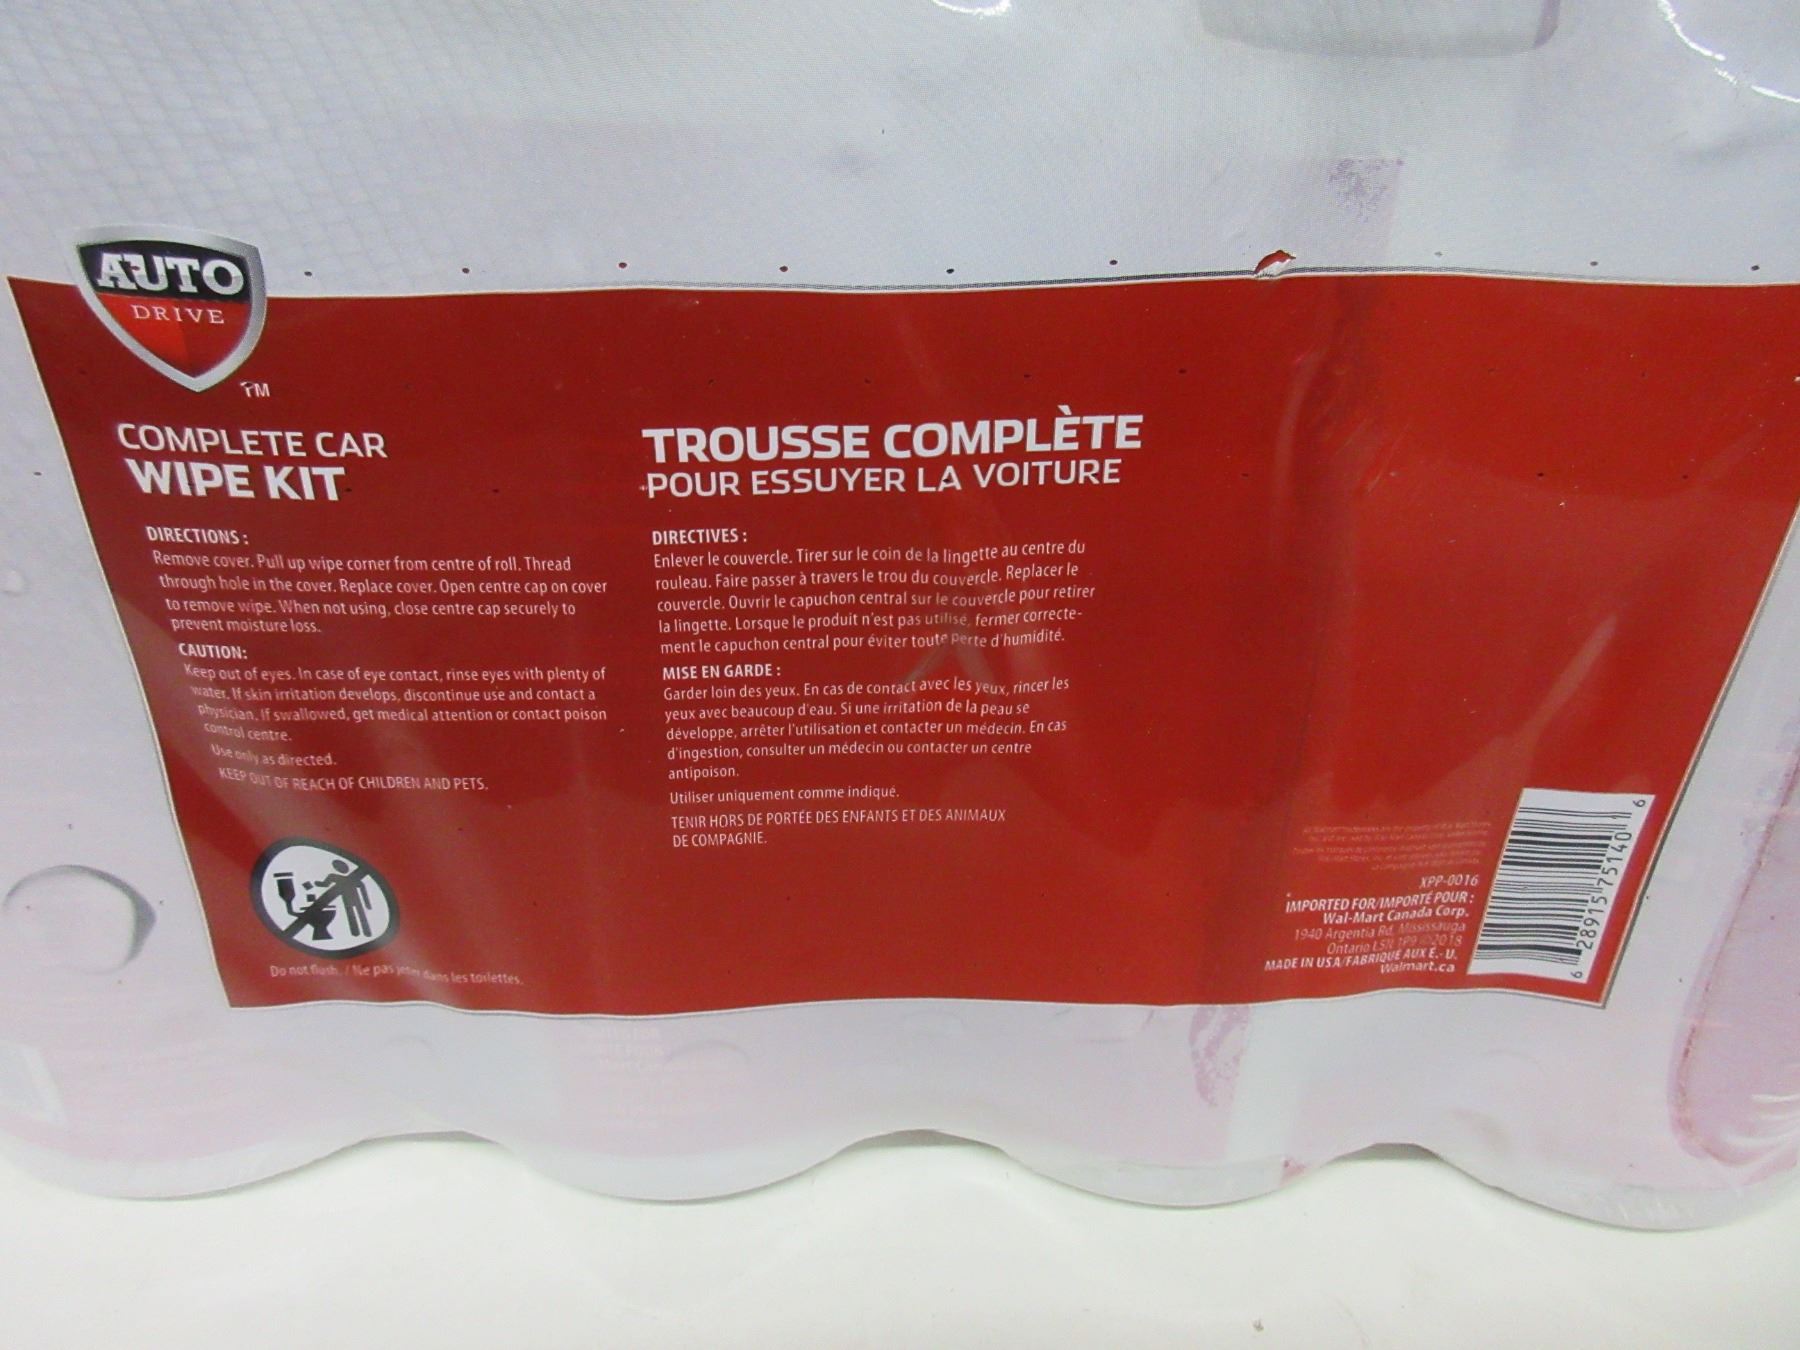 AUTO
DRIVE
TM
COMPLETE CAR
WIPE KIT
DIRECTIONS :
Remove cover. Pull up wipe corner from centre of roll. Thread
through hole in the cover. Replace cover. Open centre cap on cover
to remove wipe. When not using, close centre cap securely to
prevent moisture loss.
CAUTION:
Keep out of eyes. In case of eye contact, rinse eyes with plenty of
water. If skin irritation develops, discontinue use and contact a
physician. If swallowed, get medical attention or contact poison
control centre.
Use only as directed.
KEEP OUT OF REACH OF CHILDREN AND PETS.
Do not flush. / Ne pas jeter dans les toilettes.
TROUSSE COMPLÈTE
POUR ESSUYER LA VOITURE
DIRECTIVES :
Enlever le couvercle. Tirer sur le coin de la lingette au centre du
rouleau. Faire passer à travers le trou du couvercle. Replacer le
couvercle. Ouvrir le capuchon central sur le couvercle pour retirer
la lingette. Lorsque le produit n'est pas utilisé, fermer correcte-
ment le capuchon central pour éviter toute perte d'humidité.
MISE EN GARDE :
Garder loin des yeux. En cas de contact avec les yeux, rincer les
yeux avec beaucoup d'eau. Si une irritation de la peau se
développe, arrêter l'utilisation et contacter un médecin. En cas
d'ingestion, consulter un médecin ou contacter un centre
antipoison.
Utiliser uniquement comme indiqué.
TENIR HORS DE PORTÉE DES ENFANTS ET DES ANIMAUX
DE COMPAGNIE.
XPP-0016
IMPORTED FOR/IMPORTÉ POUR :
Wal-Mart Canada Corp.
1940 Argentia Rd, Mississauga
Ontario L5N 1P9 ©2018
MADE IN USA/FABRIQUÉ AUX É.-U.
Walmart.ca
6 28915 75140 6